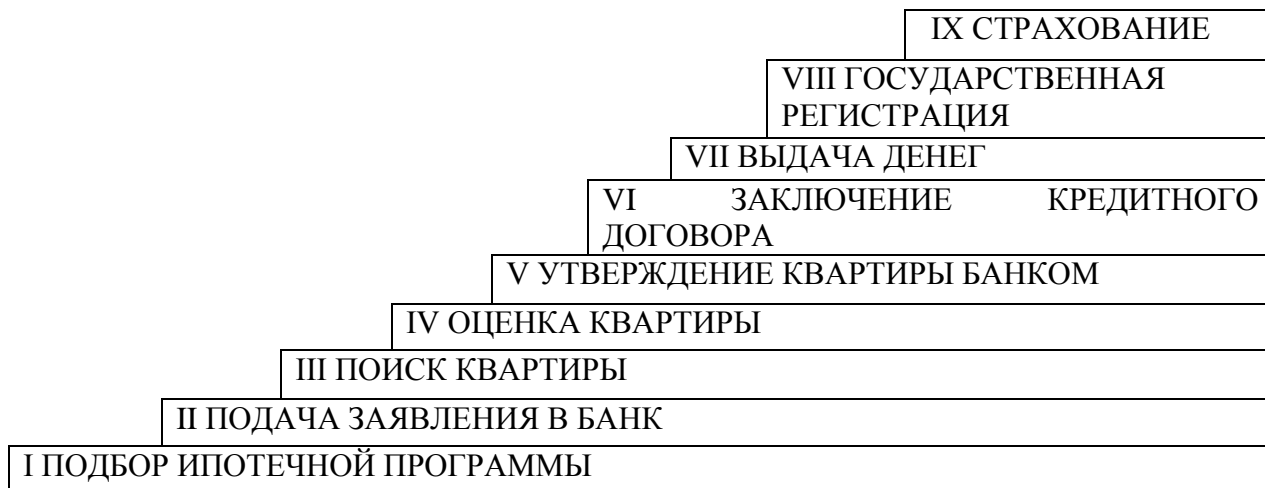 IX СТРАХОВАНИЕ
VIII ГОСУДАРСТВЕННАЯ
РЕГИСТРАЦИЯ
VII ВЫДАЧА ДЕНЕГ
VI ЗАКЛЮЧЕНИЕ КРЕДИТНОГО
ДОГОВОРА
V УТВЕРЖДЕНИЕ КВАРТИРЫ БАНКОМ
IV ОЦЕНКА КВАРТИРЫ
III ПОИСК КВАРТИРЫ
II ПОДАЧА ЗАЯВЛЕНИЯ В БАНК
I ПОДБОР ИПОТЕЧНОЙ ПРОГРАММЫ